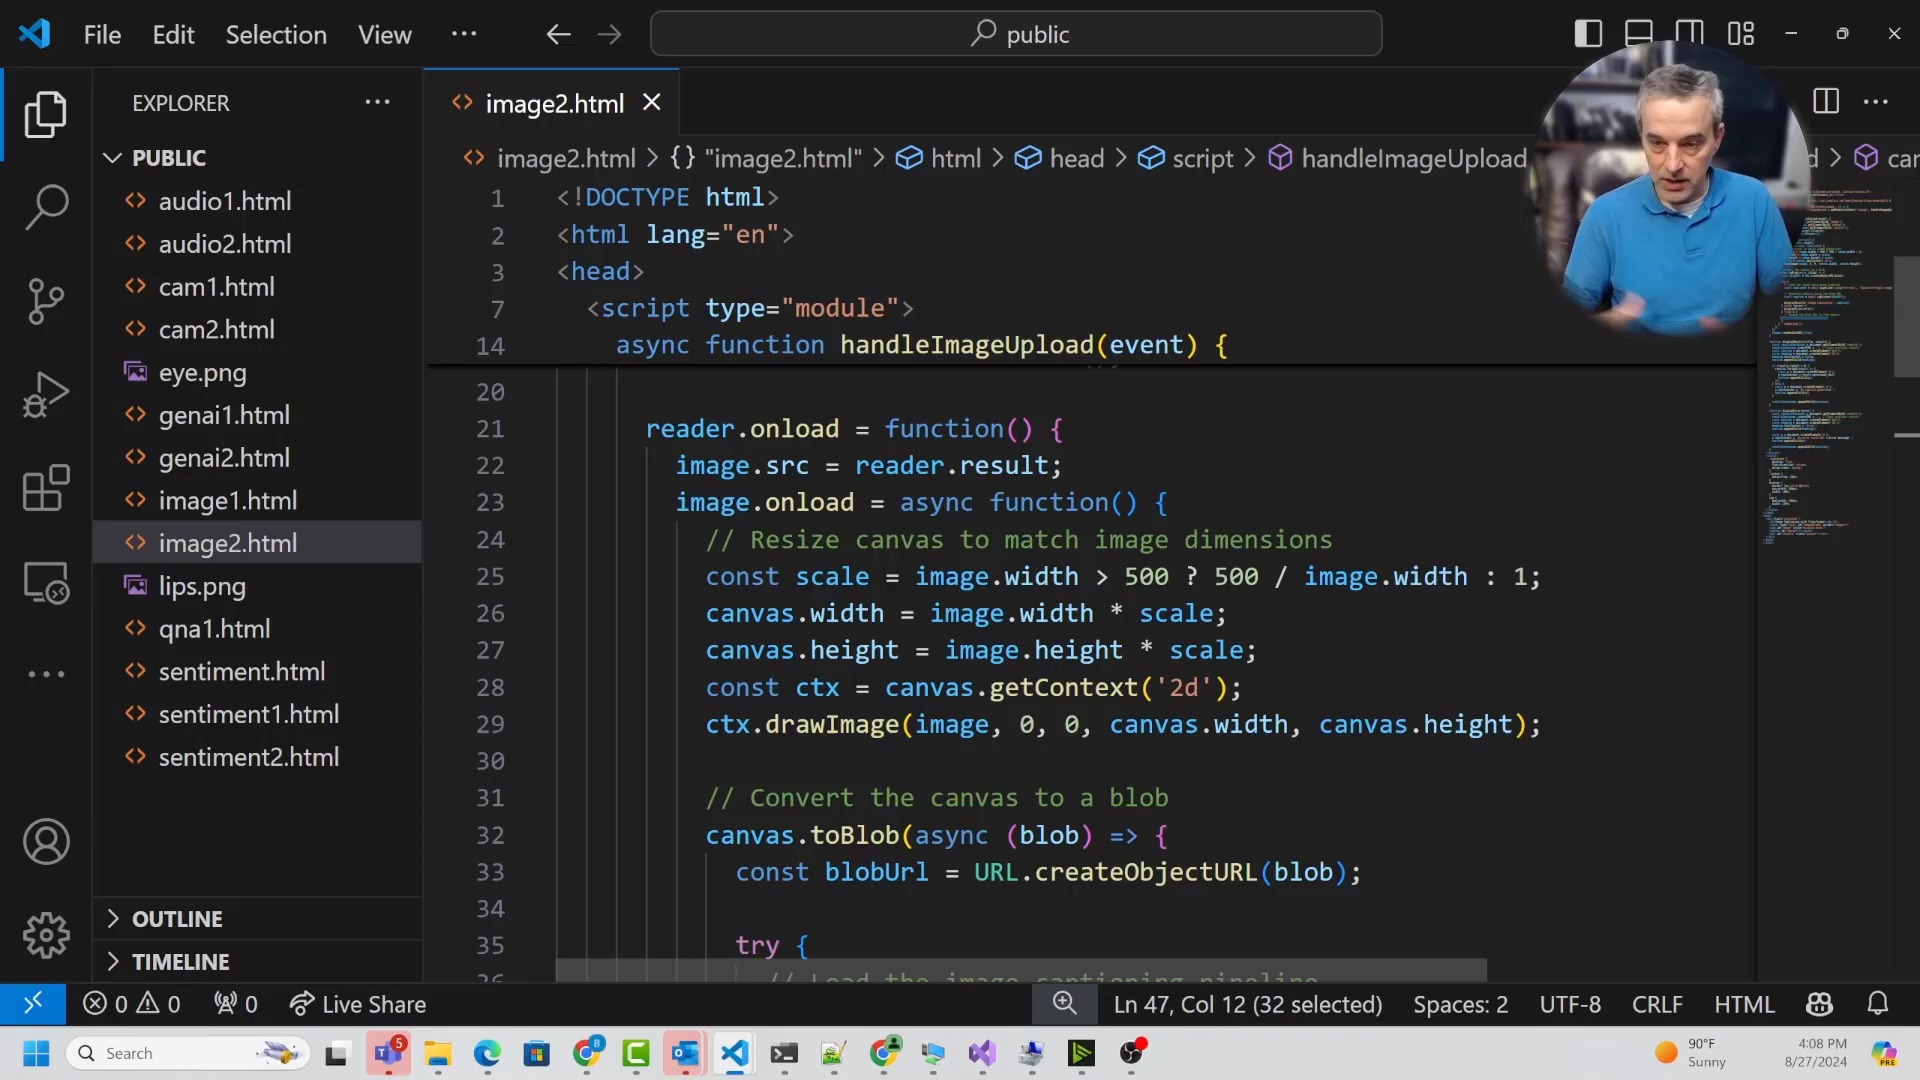 File Edit Selection View ··· public
EXPLORER ···
PUBLIC
audio1.html
audio2.html
cam1.html
cam2.html
eye.png
genai1.html
genai2.html
image1.html
image2.html
lips.png
qna1.html
sentiment.html
sentiment1.html
sentiment2.html
OUTLINE
TIMELINE
image2.html
image2.html > {} "image2.html" > html > head > script > handleImageUpload
1 <!DOCTYPE html>
2 <html lang="en">
3 <head>
7 <script type="module">
14 async function handleImageUpload(event) {
20
21 reader.onload = function() {
22 image.src = reader.result;
23 image.onload = async function() {
24 // Resize canvas to match image dimensions
25 const scale = image.width > 500 ? 500 / image.width : 1;
26 canvas.width = image.width * scale;
27 canvas.height = image.height * scale;
28 const ctx = canvas.getContext('2d');
29 ctx.drawImage(image, 0, 0, canvas.width, canvas.height);
30
31 // Convert the canvas to a blob
32 canvas.toBlob(async (blob) => {
33 const blobUrl = URL.createObjectURL(blob);
34
35 try {
36 // Load the image captioning pipeline
0 0 0 Live Share Ln 47, Col 12 (32 selected) Spaces: 2 UTF-8 CRLF HTML
Search 5 90°F 4:08 PM
Sunny 8/27/2024
PRE